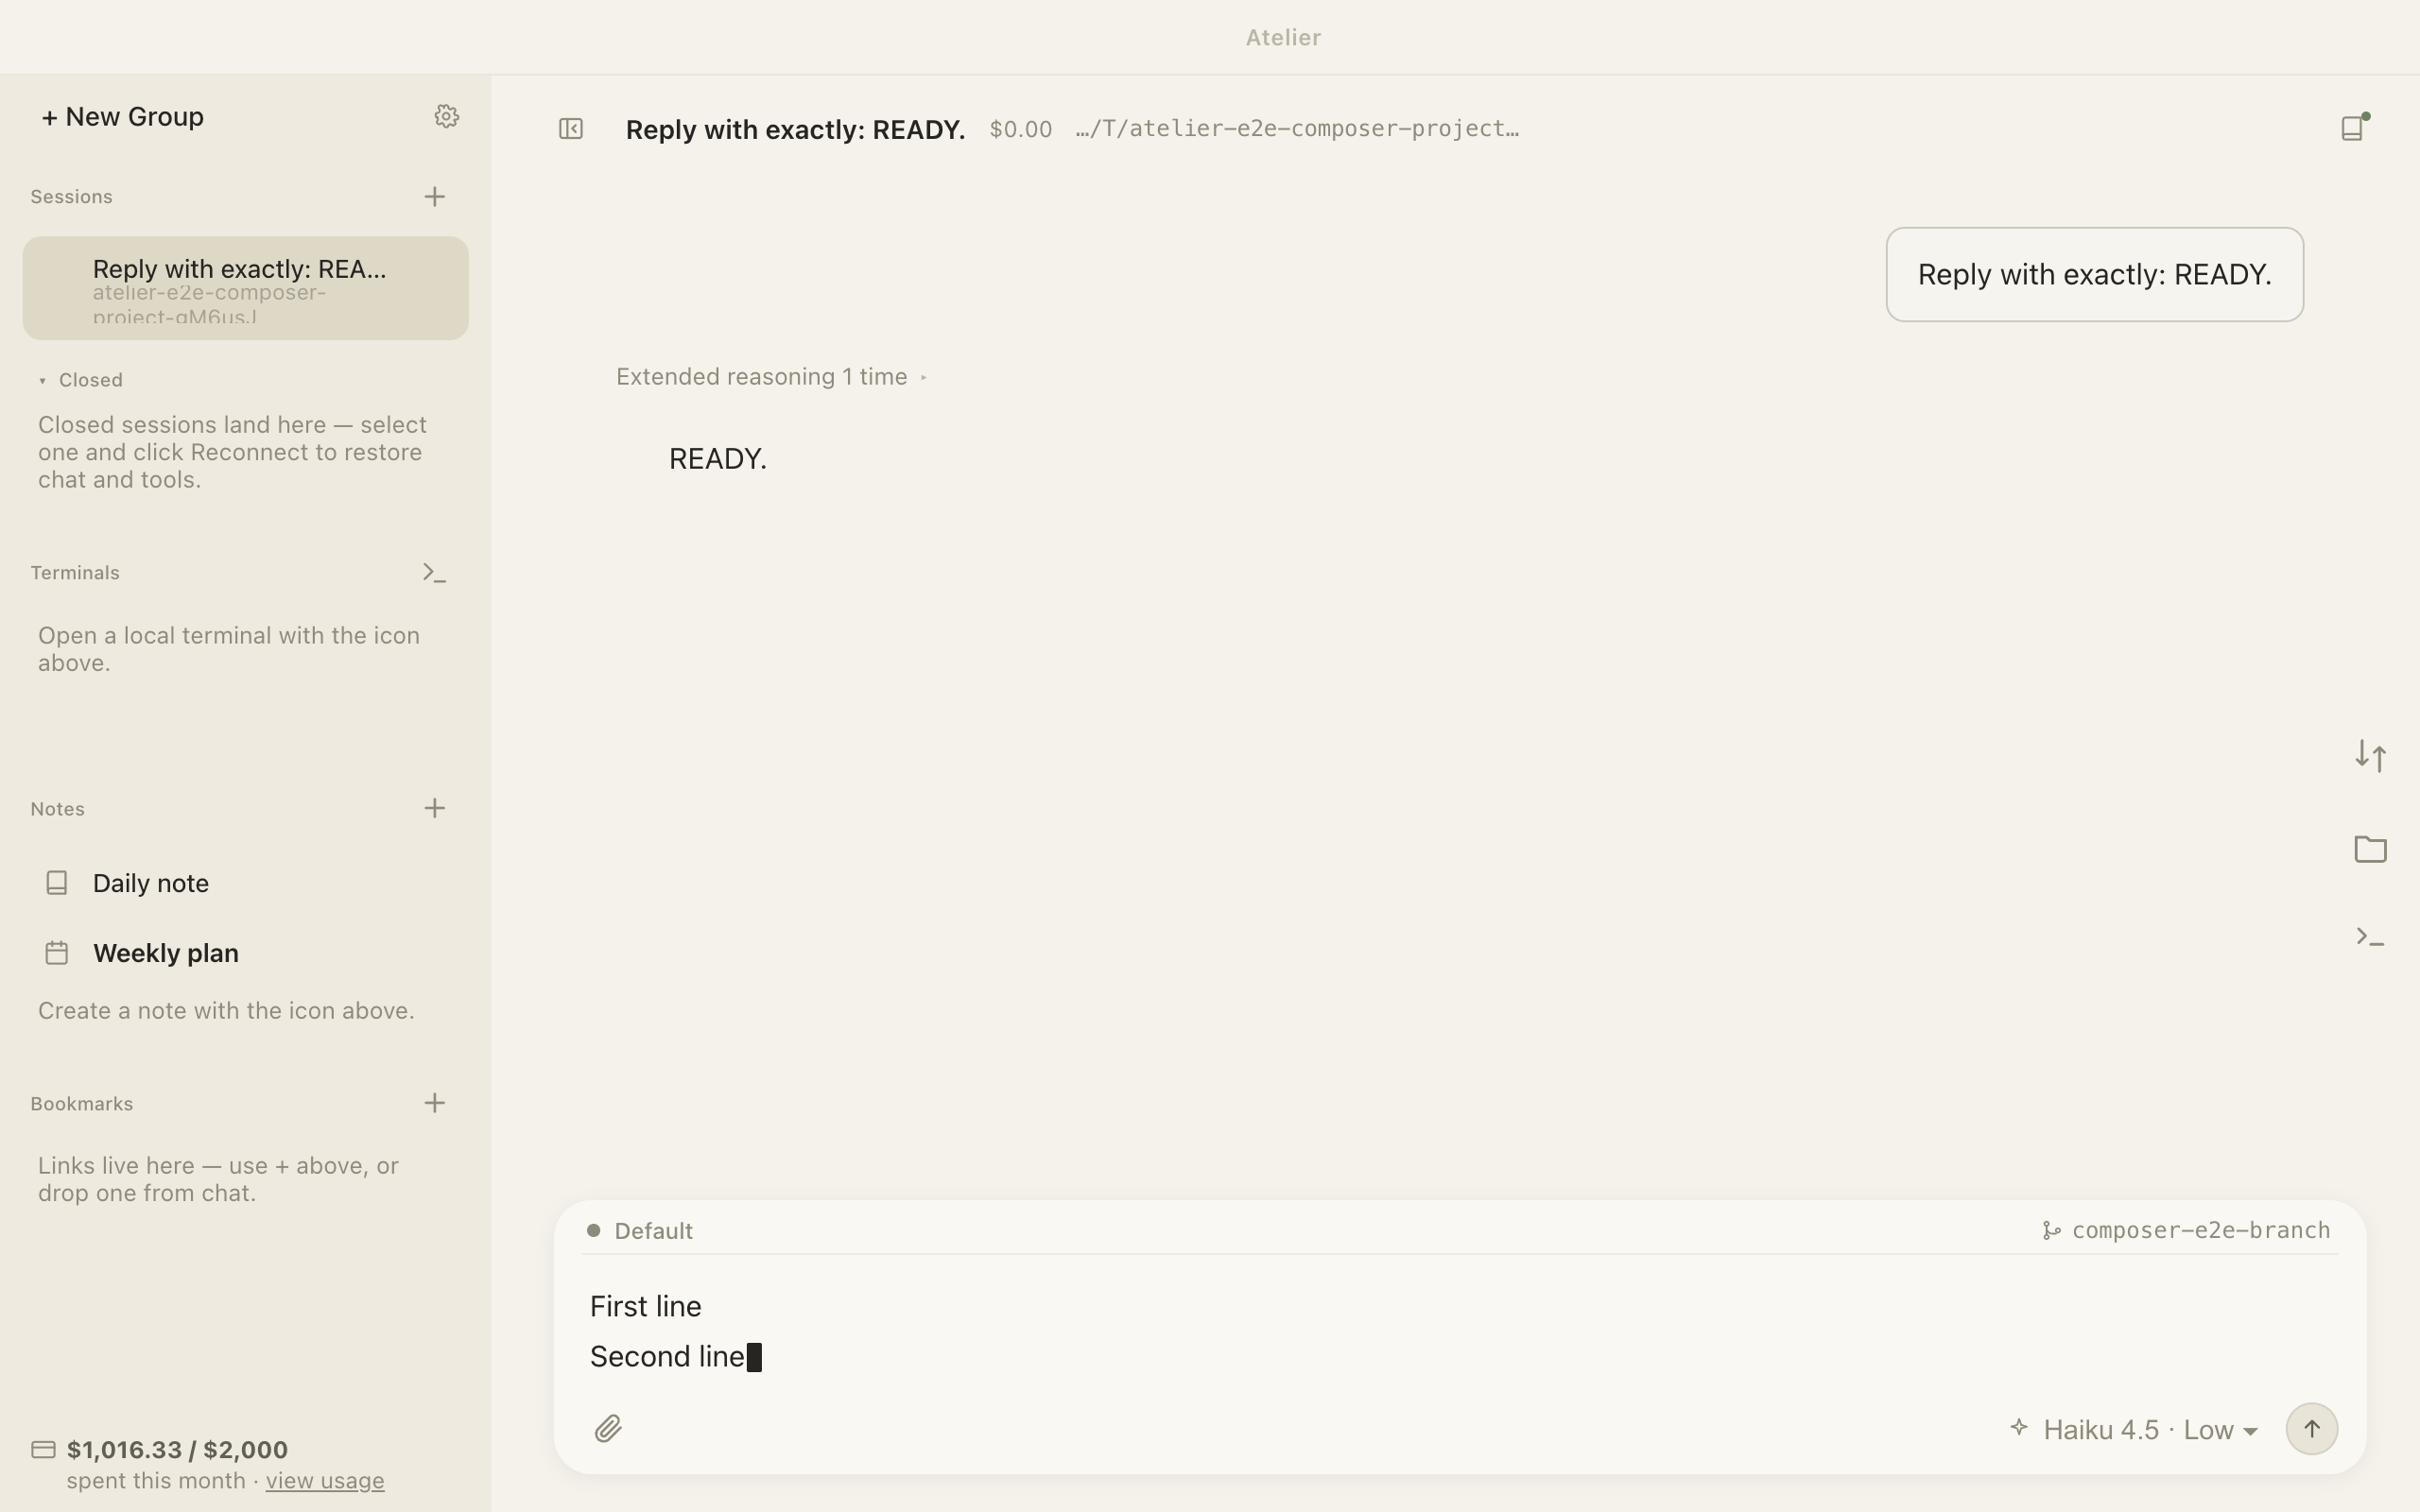 Atelier
+ New Group
Sessions
Reply with exactly: REA...
atelier-e2e-composer-
project-qM6usJ
Closed
Closed sessions land here — select
one and click Reconnect to restore
chat and tools.
Terminals
Open a local terminal with the icon
above.
Notes
Daily note
Weekly plan
Create a note with the icon above.
Bookmarks
Links live here — use + above, or
drop one from chat.
$1,016.33 / $2,000
spent this month · view usage
Reply with exactly: READY. $0.00 …/T/atelier-e2e-composer-project…
Reply with exactly: READY.
Extended reasoning 1 time
READY.
Default composer-e2e-branch
First line
Second line
Haiku 4.5 · Low